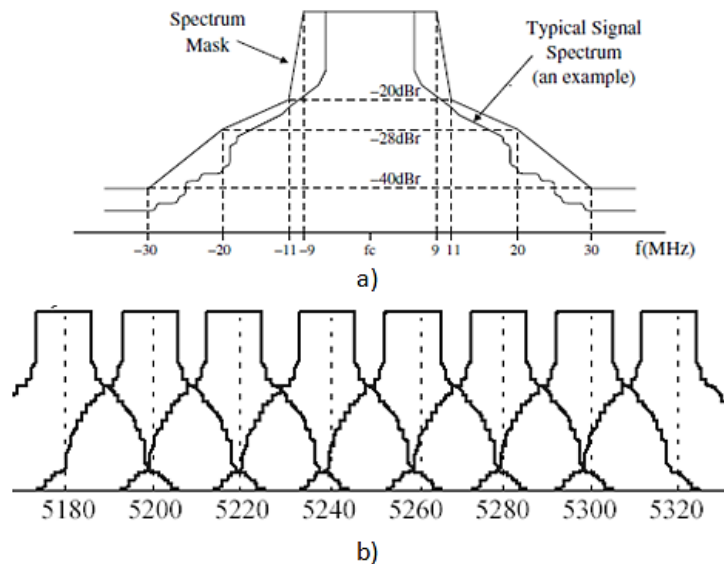 Spectrum
Mask
Typical Signal
Spectrum
(an example)
–20dBr
–28dBr
–40dBr
–30 –20 –11 –9 fc 9 11 20 30 f(MHz)
a)
5180 5200 5220 5240 5260 5280 5300 5320
b)